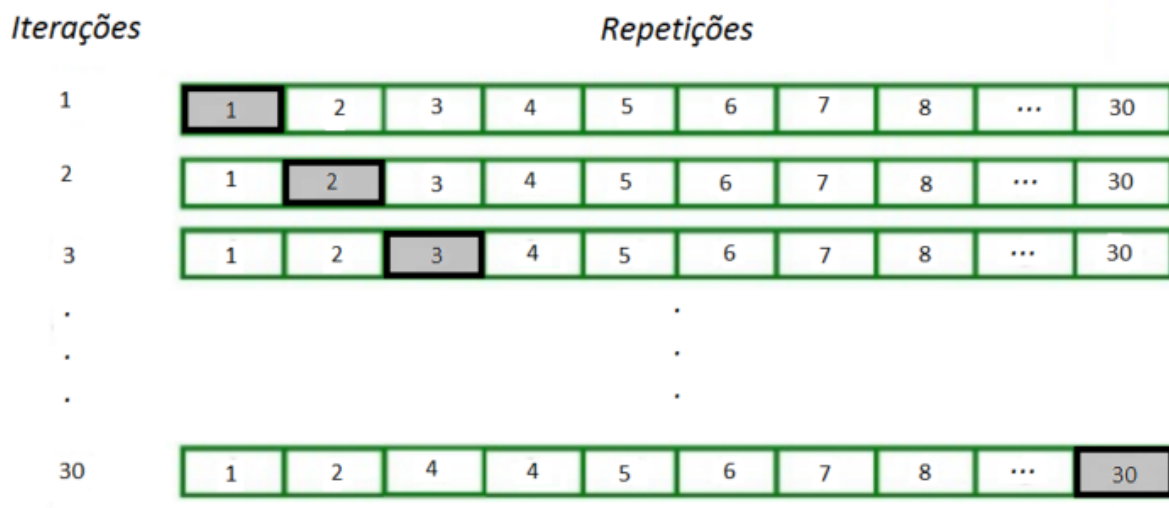 Iterações Repetições
1 1 2 3 4 5 6 7 8 ... 30
2 1 2 3 4 5 6 7 8 ... 30
3 1 2 3 4 5 6 7 8 ... 30
. .
. .
. .
30 1 2 4 4 5 6 7 8 ... 30